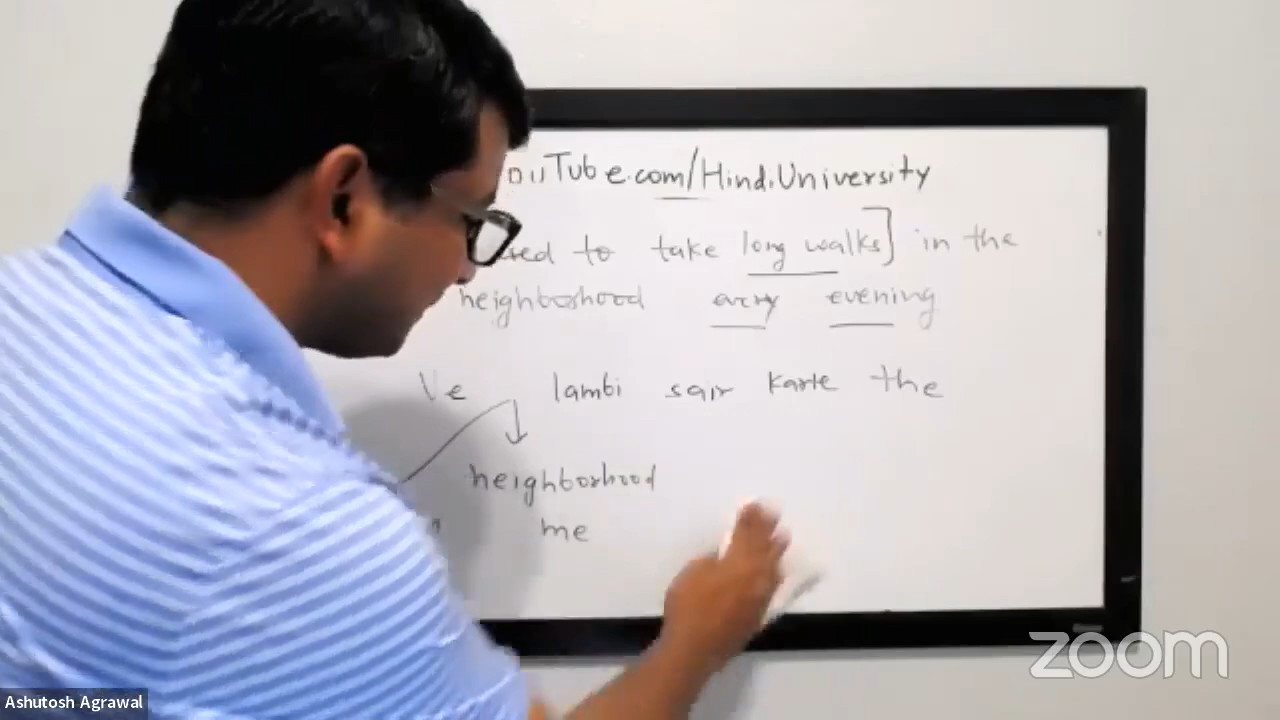 ouTube.com/HindiUniversity
used to take long walks] in the
neighborhood every evening
Ve lambi sair karte the
neighborhood
me
zoom
Ashutosh Agrawal